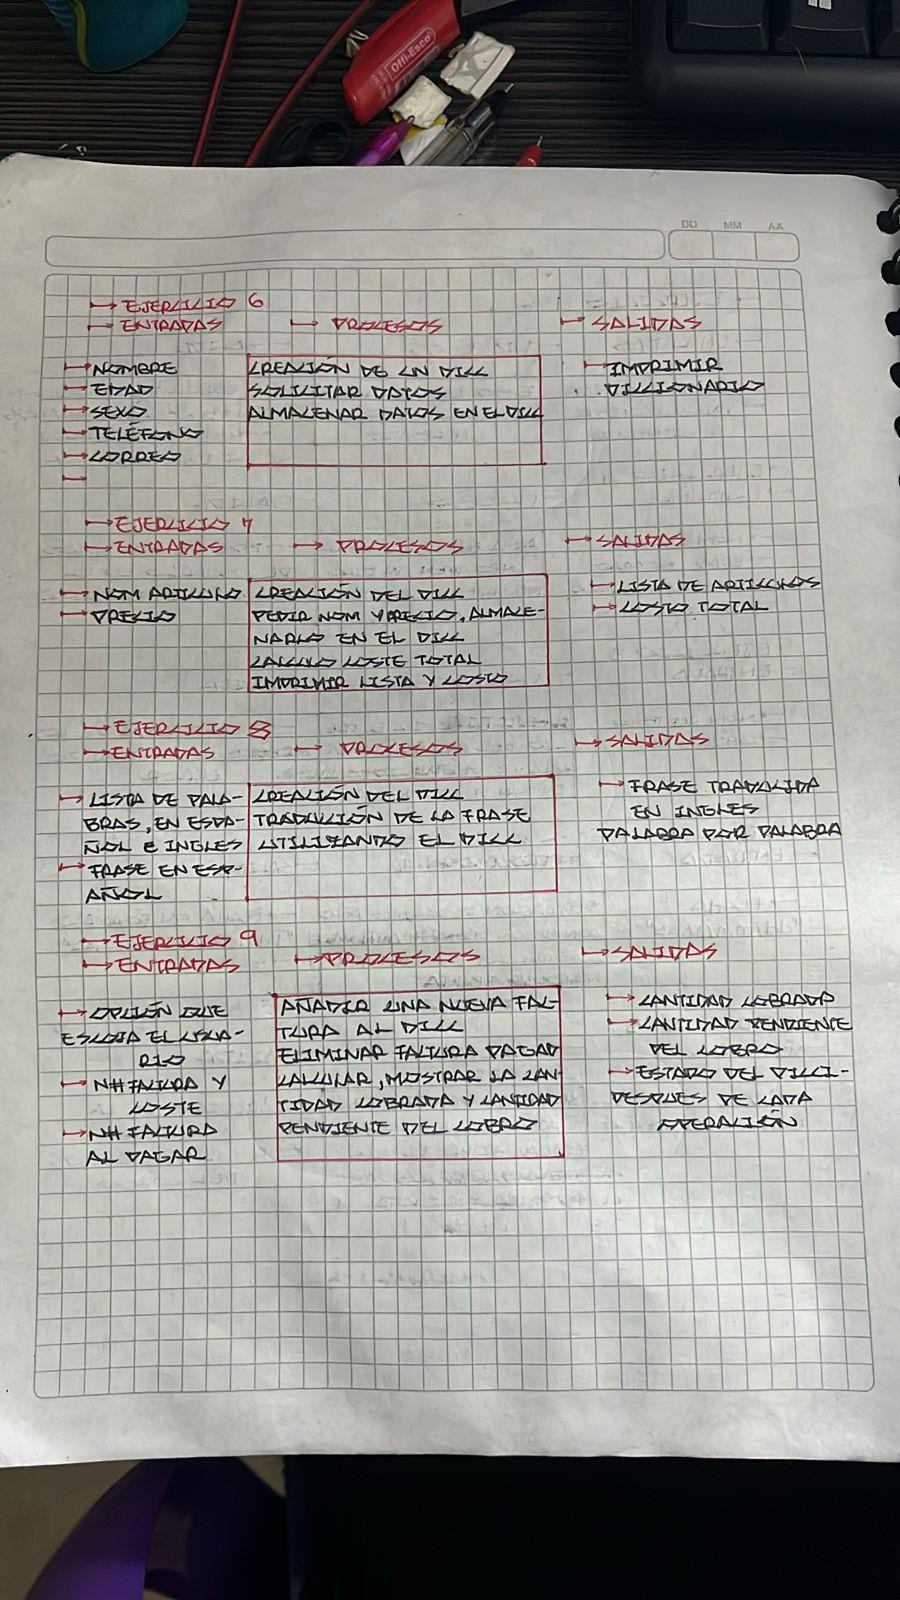 Offi-Esco
DD MM AA
EJERCICIO 6
ENTRADAS
PROCESOS
SALIDAS
NOMBRE
EDAD
SEXO
TELÉFONO
CORREO
CREACIÓN DE UN DICC
SOLICITAR DATOS
ALMACENAR DATOS EN EL DICC
IMPRIMIR
DICCIONARIO
EJERCICIO 7
ENTRADAS
PROCESOS
SALIDAS
NOM ARTICULO
PRECIO
CREACIÓN DEL DICC
PEDIR NOM Y PRECIO, ALMACE-
NARLO EN EL DICC
CALCULO COSTE TOTAL
IMPRIMIR LISTA Y COSTO
LISTA DE ARTICULOS
COSTO TOTAL
EJERCICIO 8
ENTRADAS
PROCESOS
SALIDAS
LISTA DE PALA-
BRAS, EN ESPA-
ÑOL E INGLES
FRASE EN ESP-
AÑOL
CREACIÓN DEL DICC
TRADUCCIÓN DE LA FRASE
UTILIZANDO EL DICC
FRASE TRADUCIDA
EN INGLES
PALABRA POR PALABRA
EJERCICIO 9
ENTRADAS
PROCESOS
SALIDAS
OPCIÓN QUE
ESCOJA EL USUA-
RIO
N# FACTURA Y
COSTE
N# FACTURA
AL PAGAR
AÑADIR UNA NUEVA FAC-
TURA AL DICC
ELIMINAR FACTURA PAGAD
CALCULAR, MOSTRAR LA CAN-
TIDAD COBRADA Y CANTIDAD
PENDIENTE DEL COBRO
CANTIDAD COBRADA
CANTIDAD PENDIENTE
DEL COBRO
ESTADO DEL DICCI-
DESPUES DE CADA
OPERACIÓN